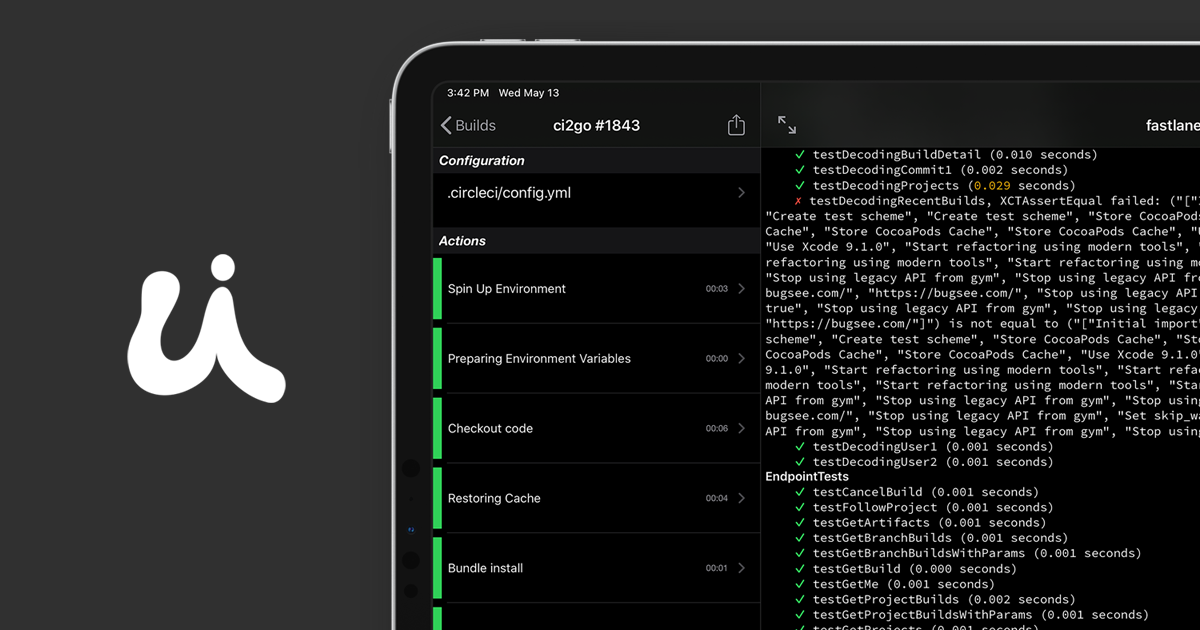 ui
3:42 PM Wed May 13
Builds
ci2go #1843
Configuration
.circleci/config.yml
Actions
Spin Up Environment 00:03
Preparing Environment Variables 00:00
Checkout code 00:06
Restoring Cache 00:04
Bundle install 00:01
fastlane
✓ testDecodingBuildDetail (0.010 seconds)
✓ testDecodingCommit1 (0.002 seconds)
✓ testDecodingProjects (0.029 seconds)
✗ testDecodingRecentBuilds, XCTAssertEqual failed: ("["
"Create test scheme", "Create test scheme", "Store CocoaPods
Cache", "Store CocoaPods Cache", "Store CocoaPods Cache", "
"Use Xcode 9.1.0", "Start refactoring using modern tools", "
refactoring using modern tools", "Start refactoring using
"Stop using legacy API from gym", "Stop using legacy API
bugsee.com/", "https://bugsee.com/", "Stop using legacy API
true", "Stop using legacy API from gym", "Stop using legacy
"https://bugsee.com/"]") is not equal to ("["Initial import"
scheme", "Create test scheme", "Store CocoaPods Cache", "
CocoaPods Cache", "Store CocoaPods Cache", "Use Xcode 9.1.0"
9.1.0", "Start refactoring using modern tools", "Start
modern tools", "Start refactoring using modern tools", "
API from gym", "Stop using legacy API from gym", "Stop
bugsee.com/", "Stop using legacy API from gym", "Set
API from gym", "Stop using legacy API from gym", "Stop using
✓ testDecodingUser1 (0.001 seconds)
✓ testDecodingUser2 (0.001 seconds)
EndpointTests
✓ testCancelBuild (0.001 seconds)
✓ testFollowProject (0.001 seconds)
✓ testGetArtifacts (0.001 seconds)
✓ testGetBranchBuilds (0.001 seconds)
✓ testGetBranchBuildsWithParams (0.001 seconds)
✓ testGetBuild (0.000 seconds)
✓ testGetMe (0.001 seconds)
✓ testGetProjectBuilds (0.002 seconds)
✓ testGetProjectBuildsWithParams (0.001 seconds)
✓ testGetProjects (0.001 seconds)